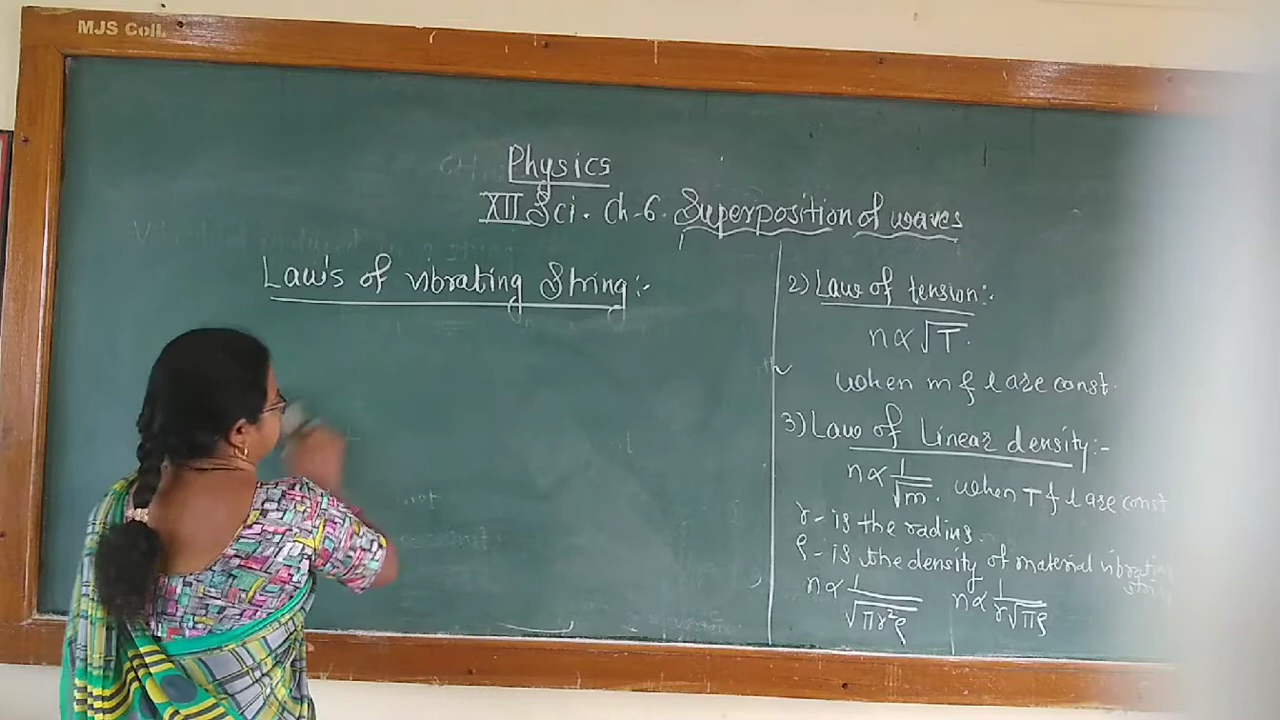 MJS Coll.
Physics
XII Sci. Ch-6. Superposition of waves
Law's of vibrating String:-
2) Law of tension:-
n ∝ √T.
when m & l are const.
3) Law of Linear density:-
n ∝ 1/√m. when T & l are const
r - is the radius.
ρ - is the density of material vibrating
string
n ∝ 1/√πr²ρ n ∝ 1/r√πρ